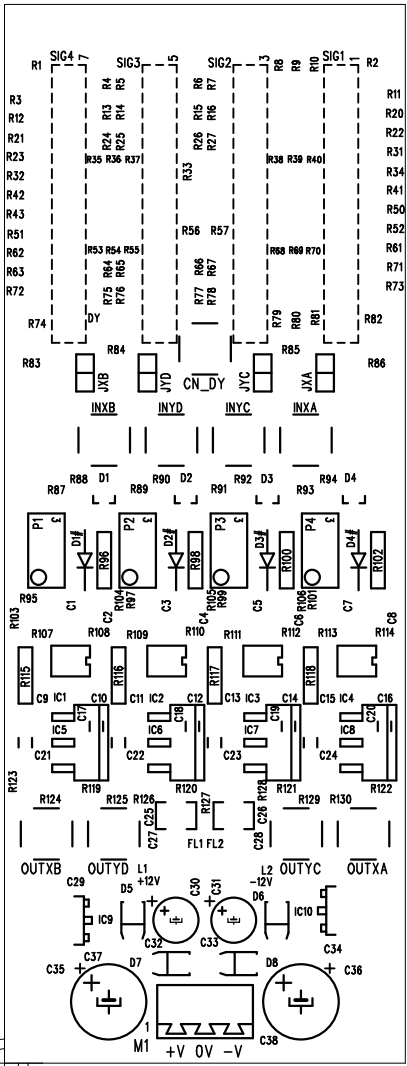 SIG4 7 SIG3 5 SIG2 3 SIG1 1
R1 R4 R5 R6 R7 R8 R9 R10 R2
R3 R11
R12 R13 R14 R15 R16 R20
R21 R24 R25 R26 R27 R22
R23 R35 R36 R37 R38 R39 R40 R31
R32 R33 R34
R42 R41
R43 R50
R51 R56 R57 R52
R62 R53 R54 R55 R68 R69 R70 R61
R63 R64 R65 R66 R67 R71
R72 R75 R76 R77 R78 R73
R74 DY R79 R80 R81 R82
R83 R84 R85 R86
JXB JYD CN_DY JYC JXA
INXB INYD INYC INXA
R88 D1 R90 D2 R92 D3 R94 D4
R87 R89 R91 R93
P1 3 D1# P2 3 D2# P3 3 D3# P4 3 D4#
R96 R98 R100 R102
R95 R97 R99 R101
R103 C1 C2 R104 C3 C4 R105 C5 C6 R106 C7 C8
R107 R108 R109 R110 R111 R112 R113 R114
R115 R116 R117 R118
C9 IC1 C10 C11 IC2 C12 C13 IC3 C14 C15 IC4 C16
C17 C18 C19 C20
IC5 IC6 IC7 IC8
C21 C22 C23 C24
R123 R119 R120 R128 R121 R122
R124 R125 R126 R127 R129 R130
C25 C26
C27 FL1 FL2 C28
OUTXB OUTYD OUTYC OUTXA
L1 L2
+12V -12V
C29 D5 + C30 C31 + D6
IC9 IC10
C32 C33 C34
C35 + C37 D7 D8 + C36
+ +
1 C38
M1 +V 0V -V